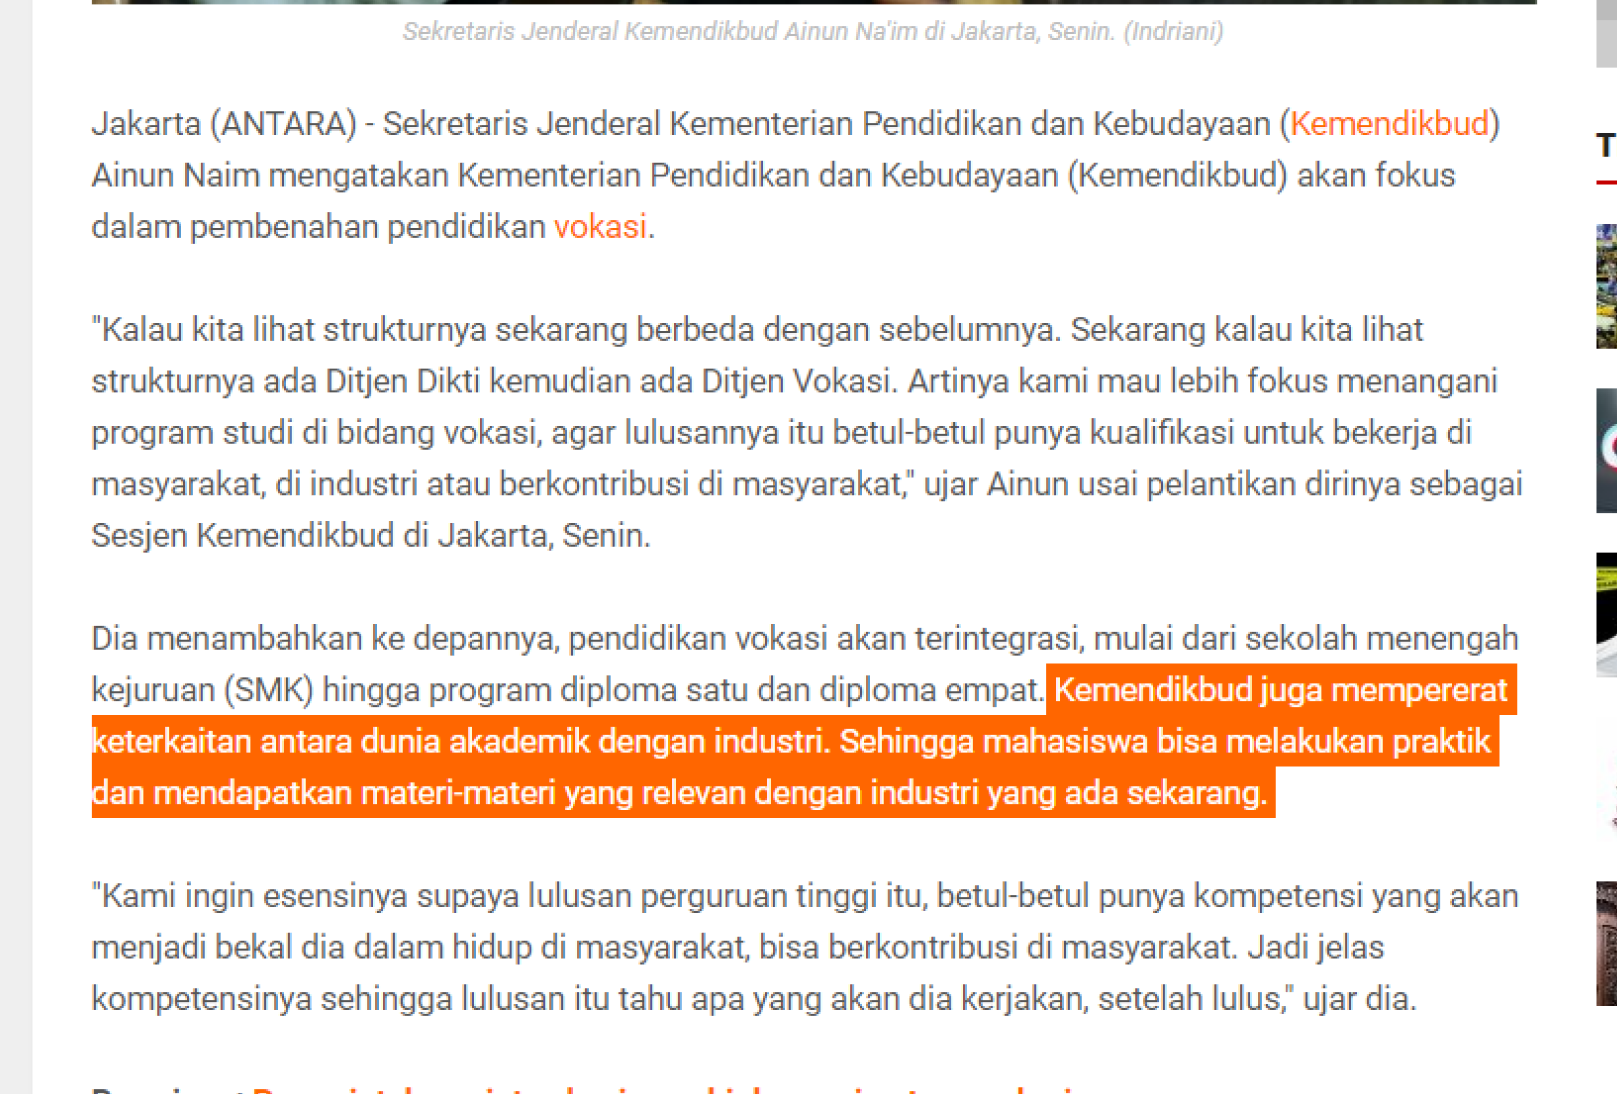 Sekretaris Jenderal Kemendikbud Ainun Na'im di Jakarta, Senin. (Indriani)
Jakarta (ANTARA) - Sekretaris Jenderal Kementerian Pendidikan dan Kebudayaan (Kemendikbud)
Ainun Naim mengatakan Kementerian Pendidikan dan Kebudayaan (Kemendikbud) akan fokus
dalam pembenahan pendidikan vokasi.
"Kalau kita lihat strukturnya sekarang berbeda dengan sebelumnya. Sekarang kalau kita lihat
strukturnya ada Ditjen Dikti kemudian ada Ditjen Vokasi. Artinya kami mau lebih fokus menangani
program studi di bidang vokasi, agar lulusannya itu betul-betul punya kualifikasi untuk bekerja di
masyarakat, di industri atau berkontribusi di masyarakat," ujar Ainun usai pelantikan dirinya sebagai
Sesjen Kemendikbud di Jakarta, Senin.
Dia menambahkan ke depannya, pendidikan vokasi akan terintegrasi, mulai dari sekolah menengah
kejuruan (SMK) hingga program diploma satu dan diploma empat. Kemendikbud juga mempererat
keterkaitan antara dunia akademik dengan industri. Sehingga mahasiswa bisa melakukan praktik
dan mendapatkan materi-materi yang relevan dengan industri yang ada sekarang.
"Kami ingin esensinya supaya lulusan perguruan tinggi itu, betul-betul punya kompetensi yang akan
menjadi bekal dia dalam hidup di masyarakat, bisa berkontribusi di masyarakat. Jadi jelas
kompetensinya sehingga lulusan itu tahu apa yang akan dia kerjakan, setelah lulus," ujar dia.
T